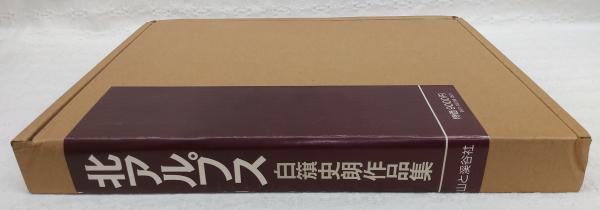 北アルプス
白籏史朗作品集
山と溪谷社